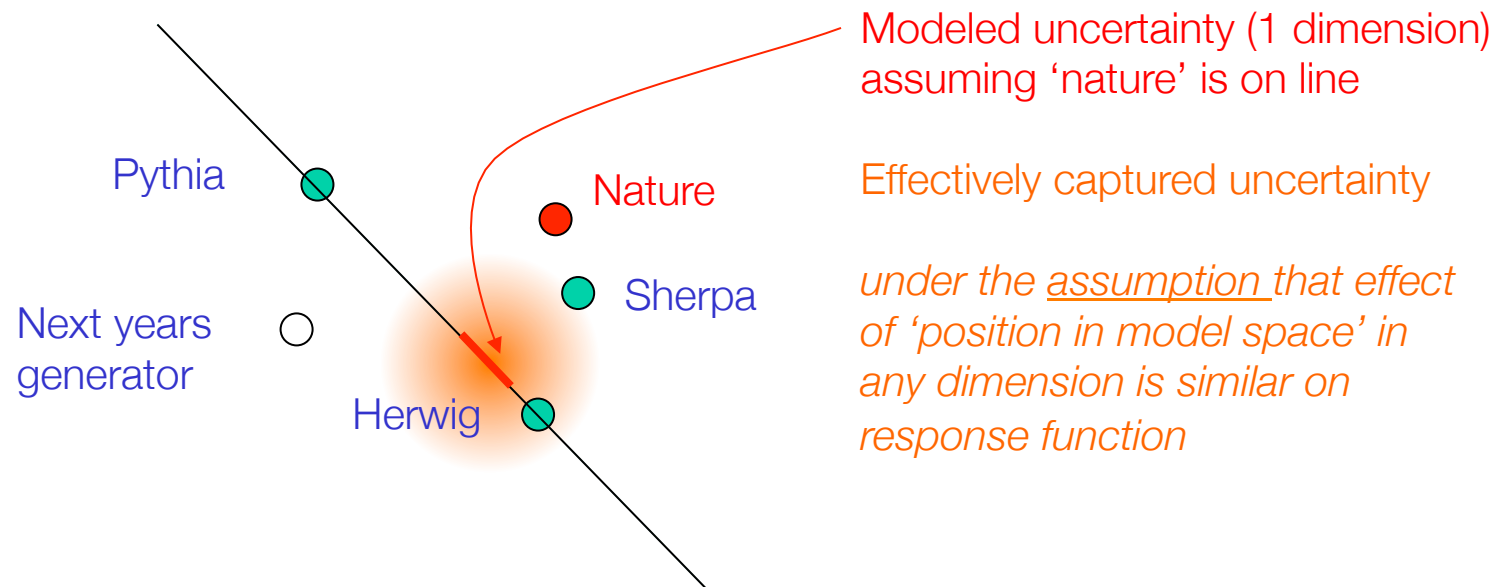 Modeled uncertainty (1 dimension)
assuming ‘nature’ is on line
Pythia
Nature
Effectively captured uncertainty
Sherpa
under the assumption that effect
of ‘position in model space’ in
any dimension is similar on
response function
Next years
generator
Herwig